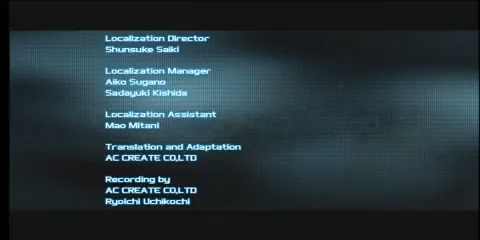 Localization Director
Shunsuke Saiki
Localization Manager
Aiko Sugano
Sadayuki Kishida
Localization Assistant
Mao Mitani
Translation and Adaptation
AC CREATE CO,LTD
Recording by
AC CREATE CO,LTD
Ryoichi Uchikochi